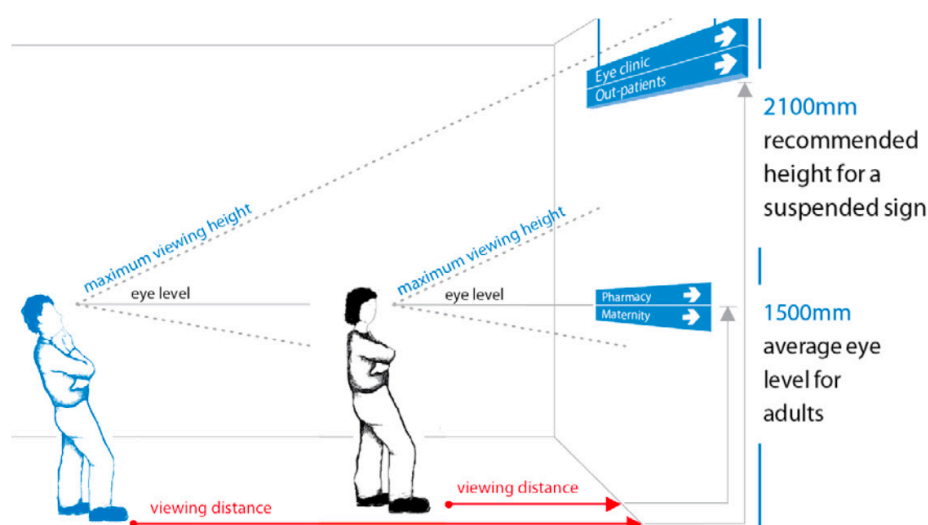 Eye clinic
Out-patients
2100mm
recommended
height for a
suspended sign
maximum viewing height
maximum viewing height
eye level
eye level
Pharmacy
Maternity
1500mm
average eye
level for
adults
viewing distance
viewing distance